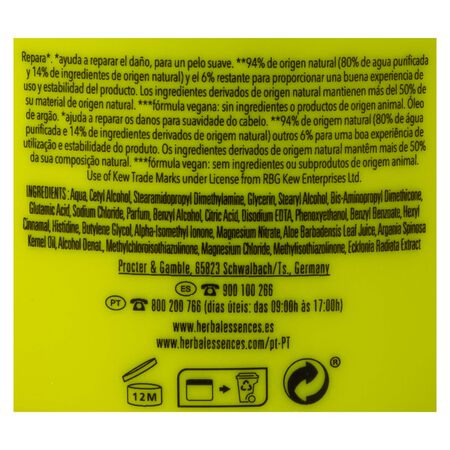 Repara*. *ayuda a reparar el daño, para un pelo suave. **94% de origen natural (80% de agua purificada
y 14% de ingredientes de origen natural) y el 6% restante para proporcionar una buena experiencia de
uso y estabilidad del producto. Los ingredientes derivados de origen natural mantienen más del 50% de
su material de origen natural. ***fórmula vegana: sin ingredientes o productos de origen animal. Óleo
de argão. *ajuda a reparar os danos para suavidade do cabelo. **94% de origem natural (80% de água
purificada e 14% de ingredientes derivados de origem natural) outros 6% para uma boa experiência de
utilização e estabilidade do produto. Os ingredientes derivados de origem natural mantêm mais de 50%
da sua composição natural. ***fórmula vegana: sem ingredientes ou subprodutos de origem animal.
Use of Kew Trade Marks under License from RBG Kew Enterprises Limited
INGREDIENTS: Aqua, Cetyl Alcohol, Stearamidopropyl Dimethylamine, Glycerin, Stearyl Alcohol, Bis-Aminopropyl Dimethicone,
Glutamic Acid, Sodium Chloride, Parfum, Benzyl Alcohol, Citric Acid, Disodium EDTA, Phenoxyethanol, Benzyl Benzoate, Hexyl
Cinnamal, Histidine, Butylene Glycol, Alpha-Isomethyl Ionone, Magnesium Nitrate, Aloe Barbadensis Leaf Juice, Argania Spinosa
Kernel Oil, Alcohol Denat., Methylchloroisothiazolinone, Magnesium Chloride, Methylisothiazolinone, Ecklonia Radiata Extract
Procter & Gamble, 65823 Schwalbach/Ts., Germany
ES 900 100 266
PT 800 200 766 (dias úteis: das 09:00h às 17:00h)
www.herbalessences.es
www.herbalessences.com/pt-PT
12M
®